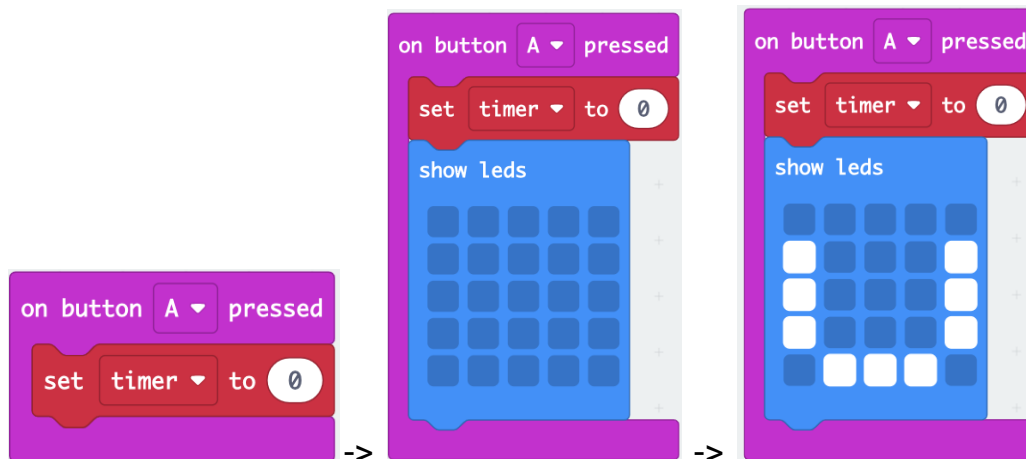 on button A pressed
set timer to 0
->
on button A pressed
set timer to 0
show leds
->
on button A pressed
set timer to 0
show leds